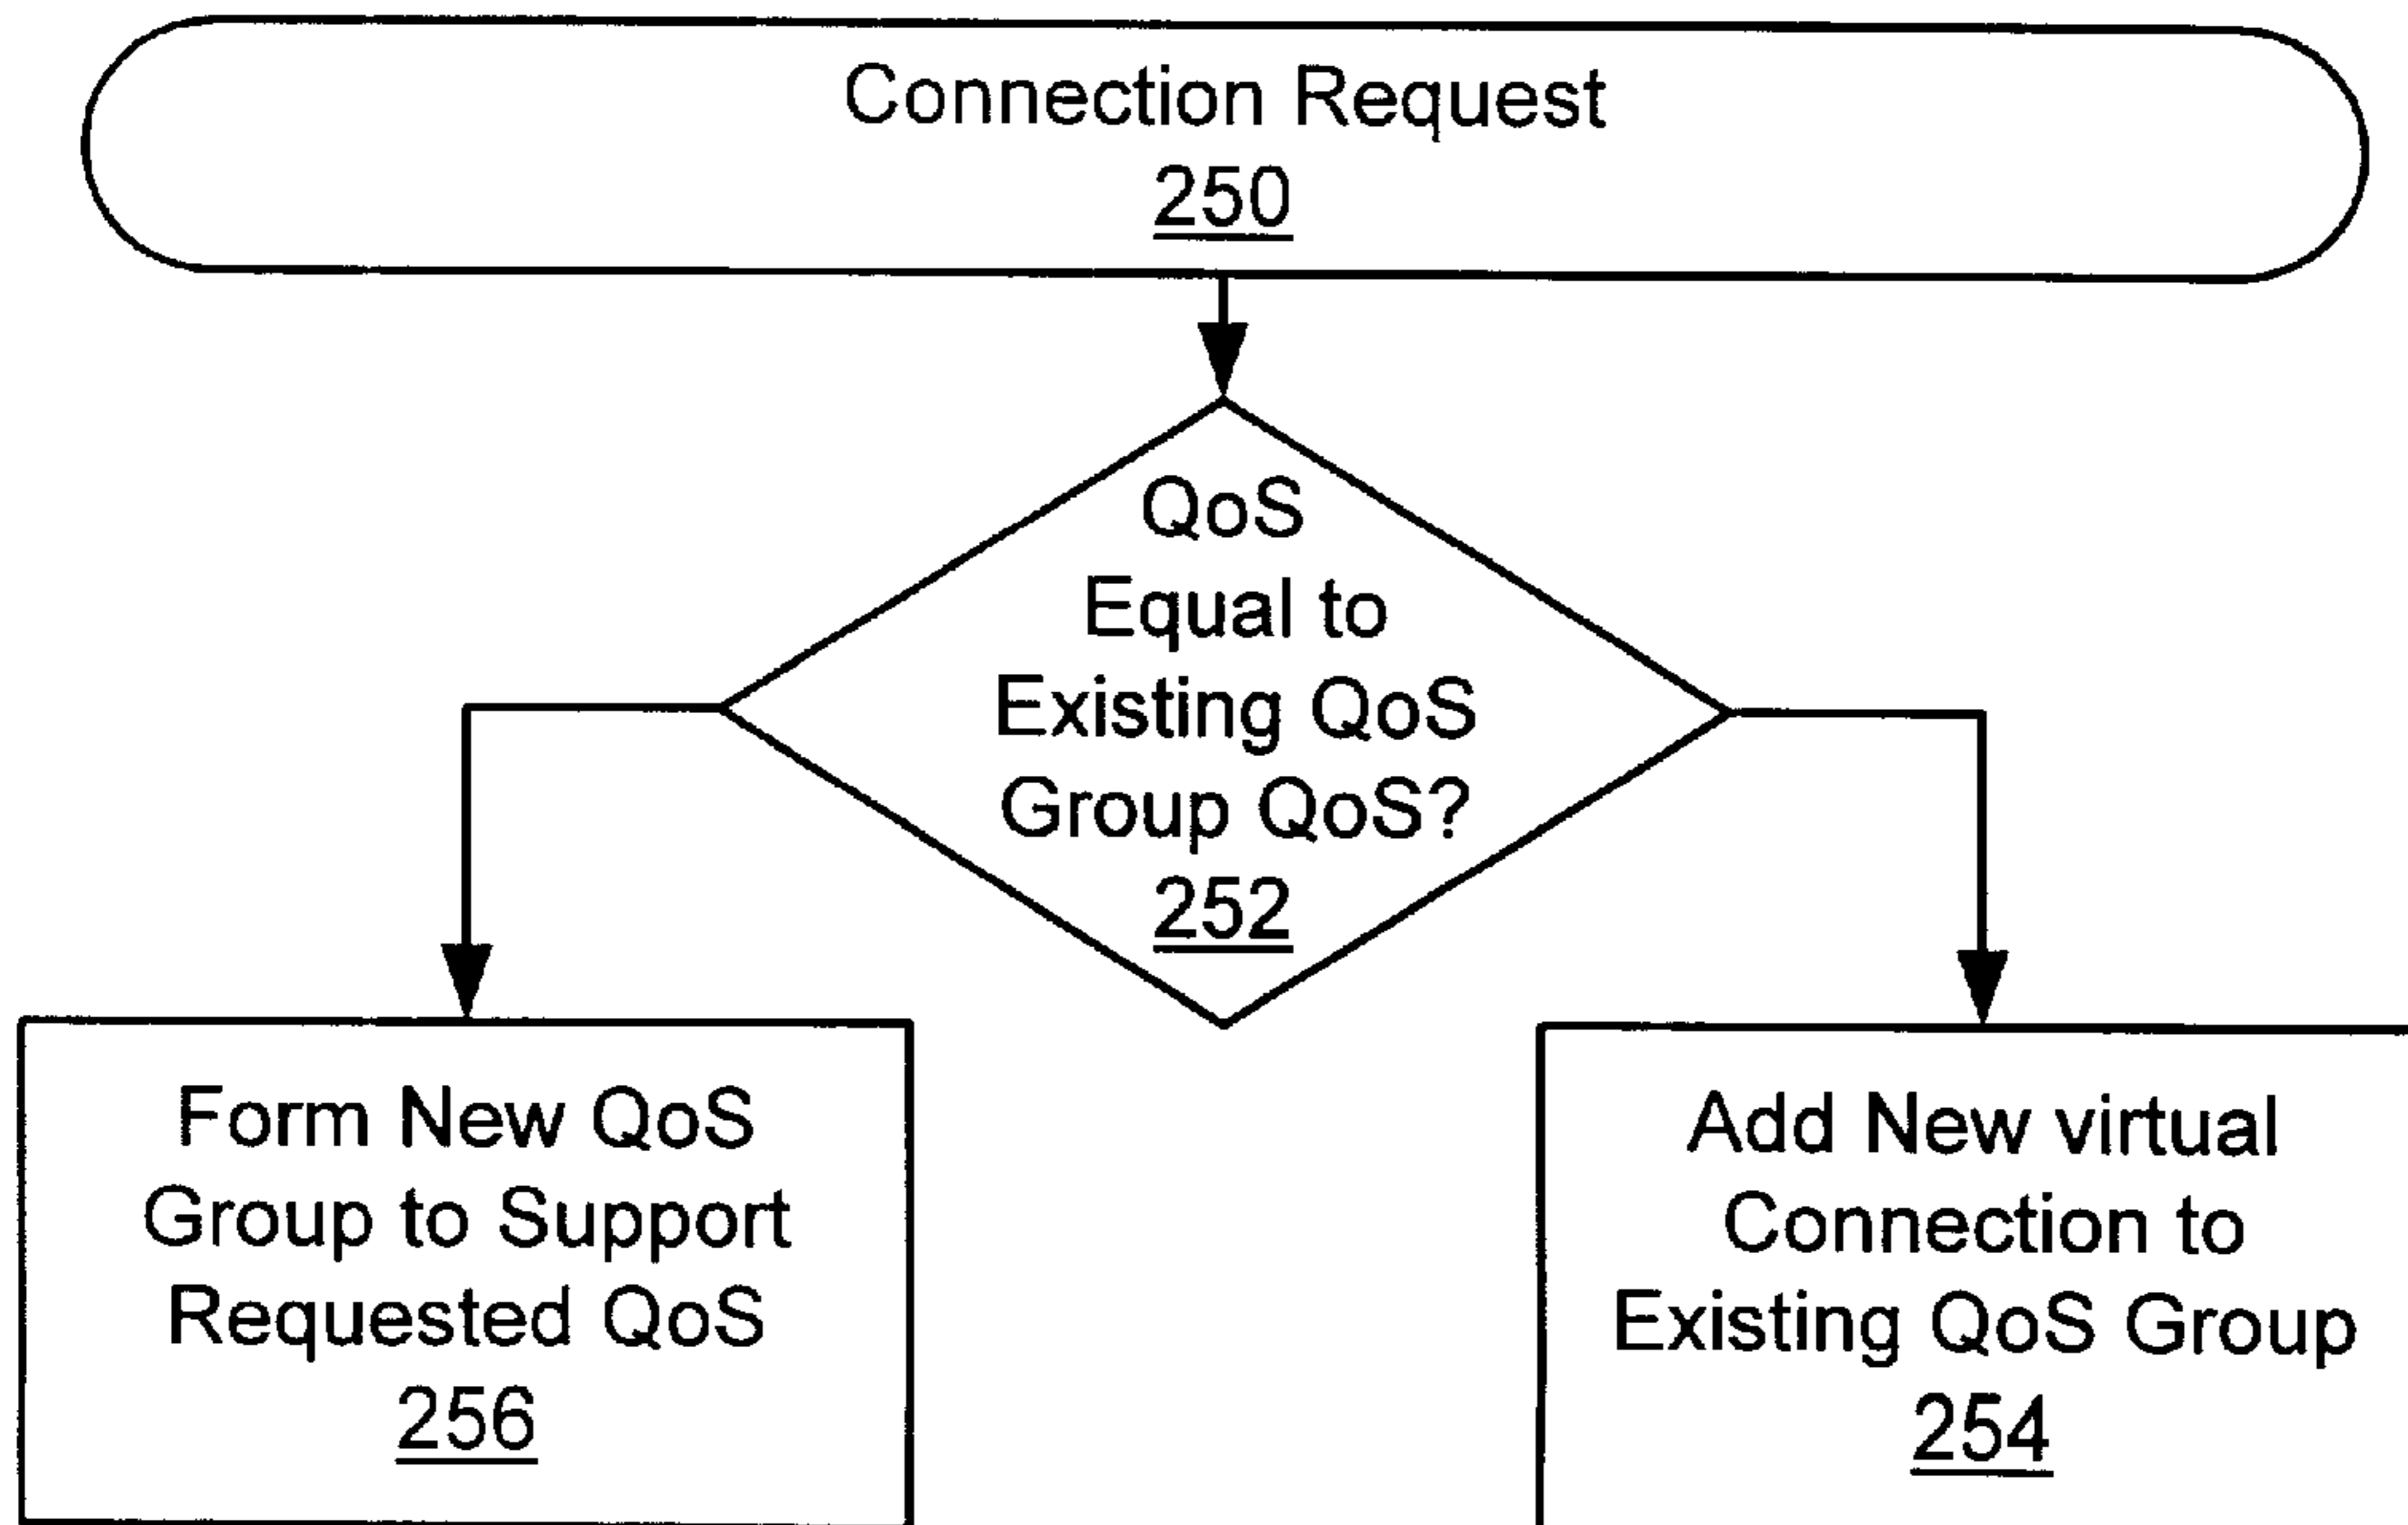 Connection Request
250
QoS
Equal to
Existing QoS
Group QoS?
252
Form New QoS
Group to Support
Requested QoS
256
Add New virtual
Connection to
Existing QoS Group
254